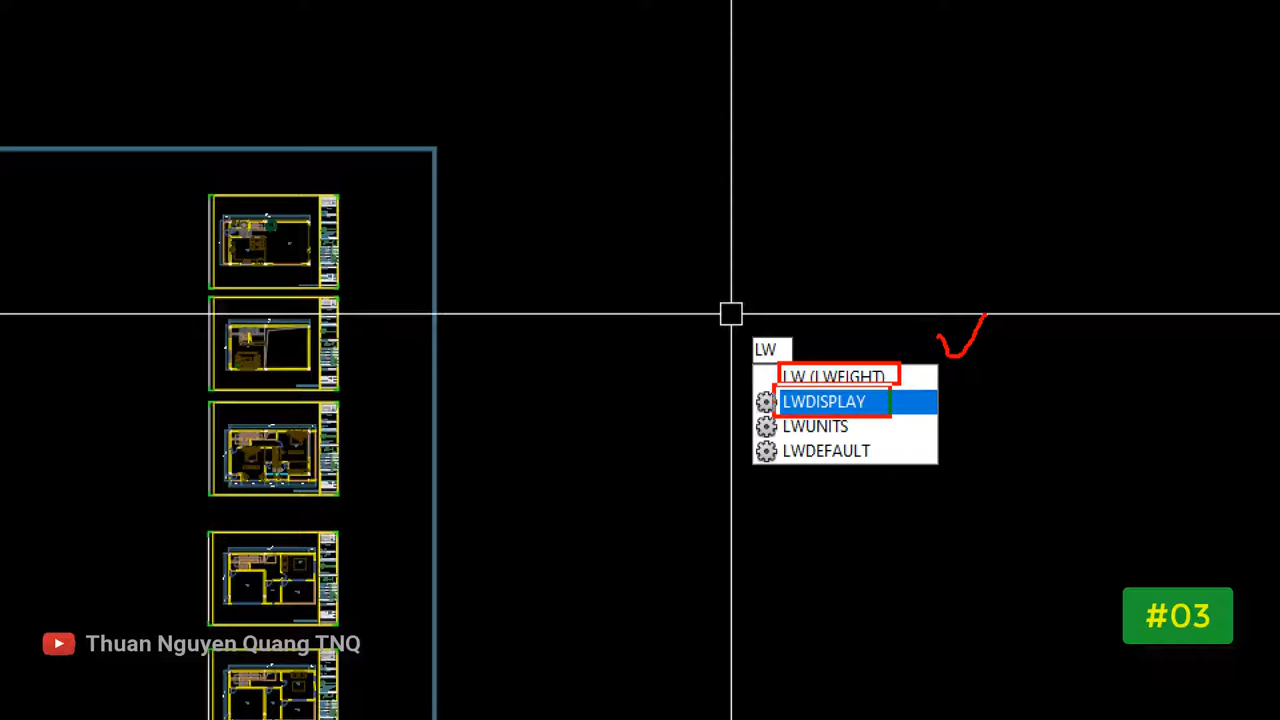 LW
LW (LWEIGHT)
LWDISPLAY
LWUNITS
LWDEFAULT
#03
Thuan Nguyen Quang TNQ